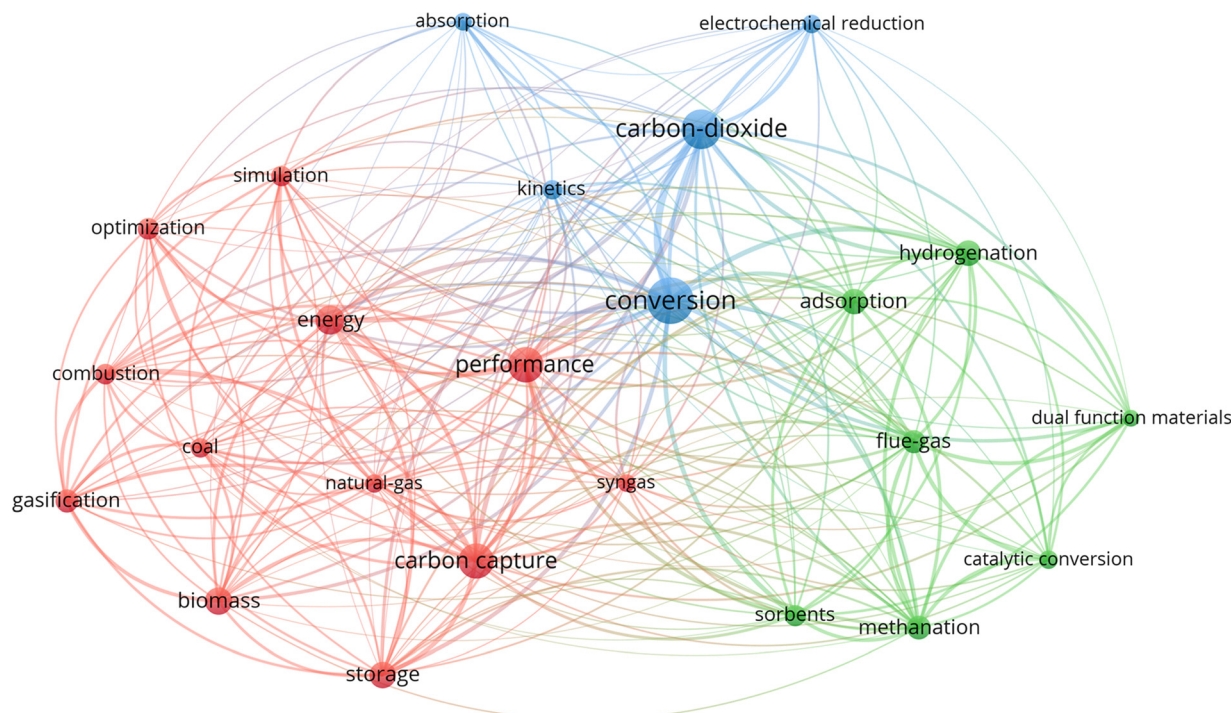 absorption
electrochemical reduction
carbon-dioxide
simulation
kinetics
optimization
hydrogenation
conversion
adsorption
energy
performance
combustion
dual function materials
coal
flue-gas
natural-gas
syngas
gasification
carbon capture
catalytic conversion
biomass
sorbents
methanation
storage